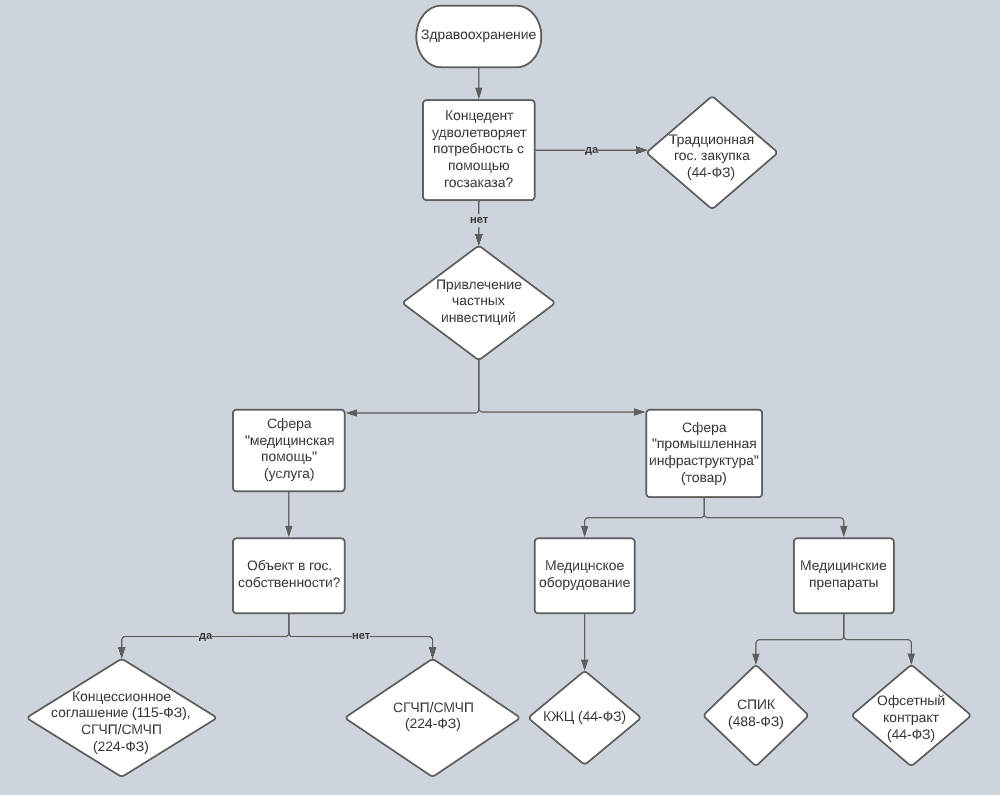 Здравоохранение
Концедент
удволетворяет
потребность с
помощью
госзаказа?
да
Традционная
гос. закупка
(44-ФЗ)
нет
Привлечение
частных
инвестиций
Сфера
"медицинская
помощь"
(услуга)
Сфера
"промышленная
инфраструктура"
(товар)
Объект в гос.
собственности?
Медицнское
оборудование
Медицинские
препараты
да
нет
Концессионное
соглашение (115-ФЗ),
СГЧП/СМЧП
(224-ФЗ)
СГЧП/СМЧП
(224-ФЗ)
КЖЦ (44-ФЗ)
СПИК
(488-ФЗ)
Офсетный
контракт
(44-ФЗ)